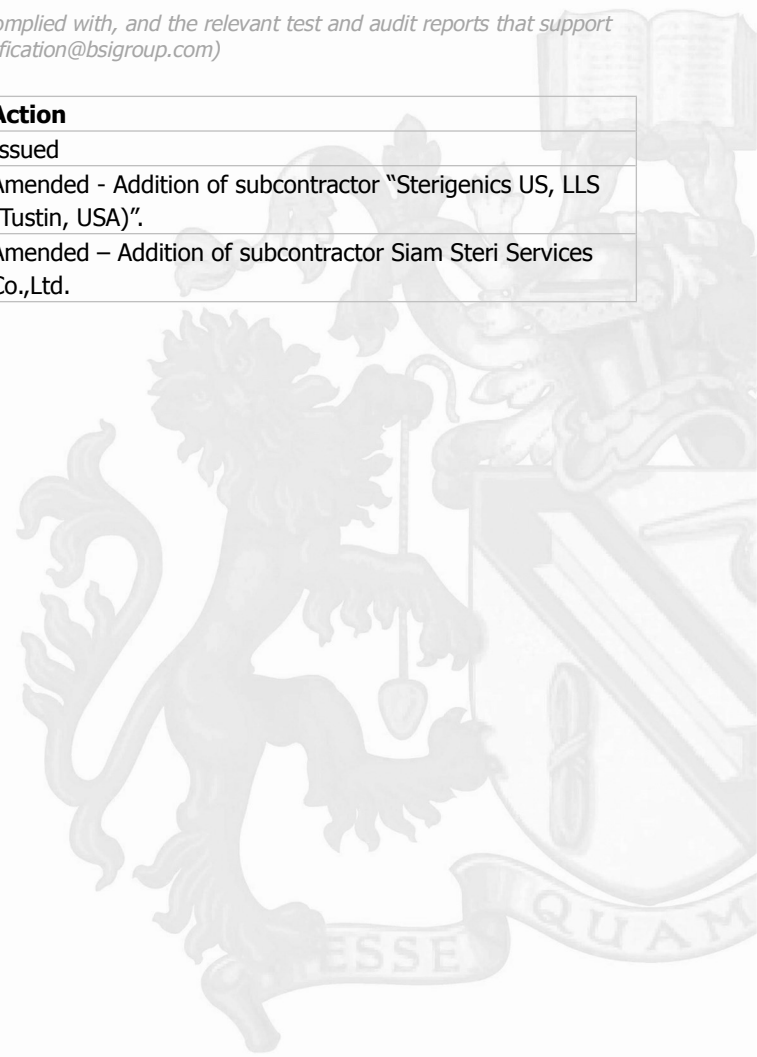 omplied with, and the relevant test and audit reports that support
fication@bsigroup.com)
Action
Issued
Amended - Addition of subcontractor “Sterigenics US, LLS
(Tustin, USA)”.
Amended – Addition of subcontractor Siam Steri Services
Co.,Ltd.
ESSE
QUAM